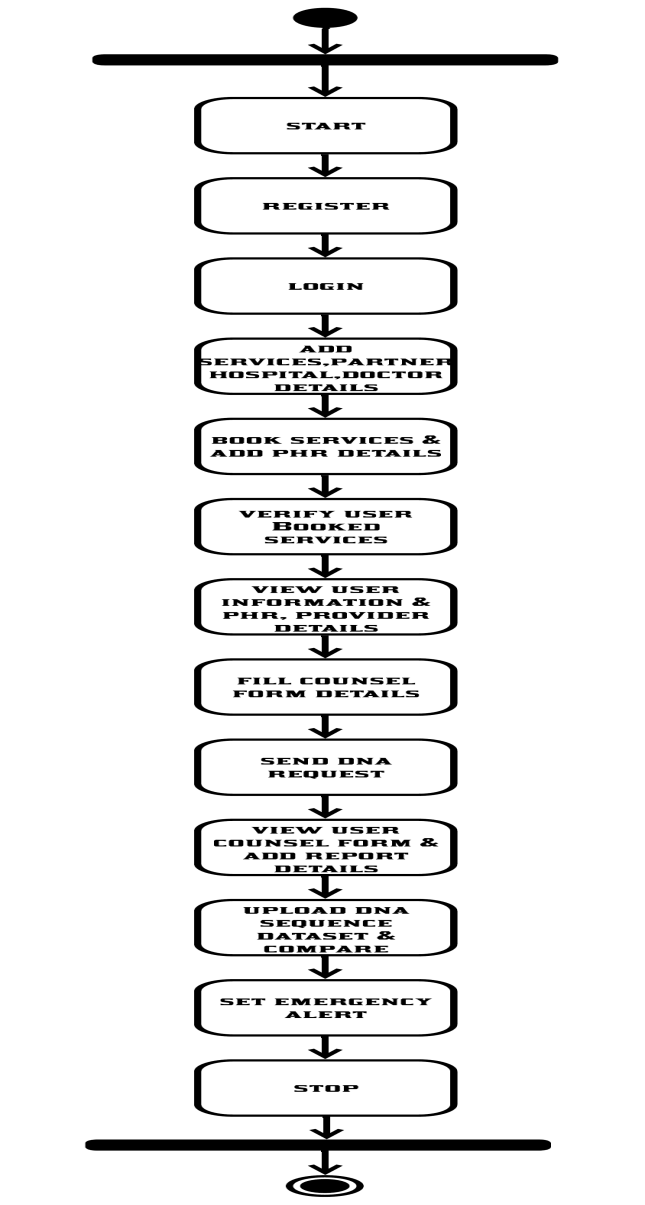 START
REGISTER
LOGIN
ADD
SERVICES,PARTNER
HOSPITAL,DOCTOR
DETAILS
BOOK SERVICES &
ADD PHR DETAILS
VERIFY USER
BOOKED
SERVICES
VIEW USER
INFORMATION &
PHR, PROVIDER
DETAILS
FILL COUNSEL
FORM DETAILS
SEND DNA
REQUEST
VIEW USER
COUNSEL FORM &
ADD REPORT
DETAILS
UPLOAD DNA
SEQUENCE
DATASET &
COMPARE
SET EMERGENCY
ALERT
STOP